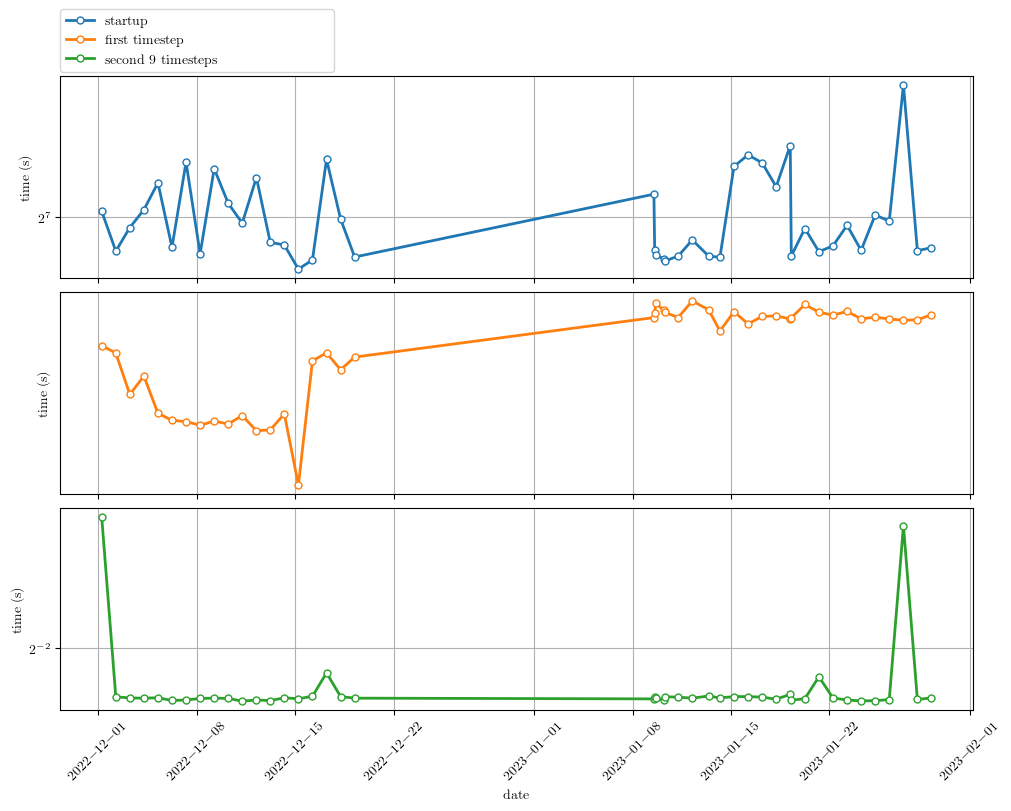 startup
first timestep
second 9 timesteps
time (s)
2^7
time (s)
time (s)
2^−2
2022−12−01
2022−12−08
2022−12−15
2022−12−22
2023−01−01
2023−01−08
2023−01−15
2023−01−22
2023−02−01
date